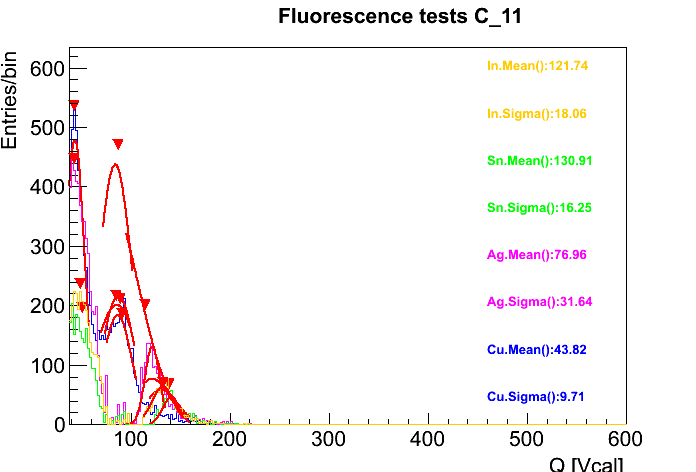 Fluorescence tests C_11
Entries/bin
600
500
400
300
200
100
0
100
200
300
400
500
600
Q [Vcal]
In.Mean():121.74
In.Sigma():18.06
Sn.Mean():130.91
Sn.Sigma():16.25
Ag.Mean():76.96
Ag.Sigma():31.64
Cu.Mean():43.82
Cu.Sigma():9.71